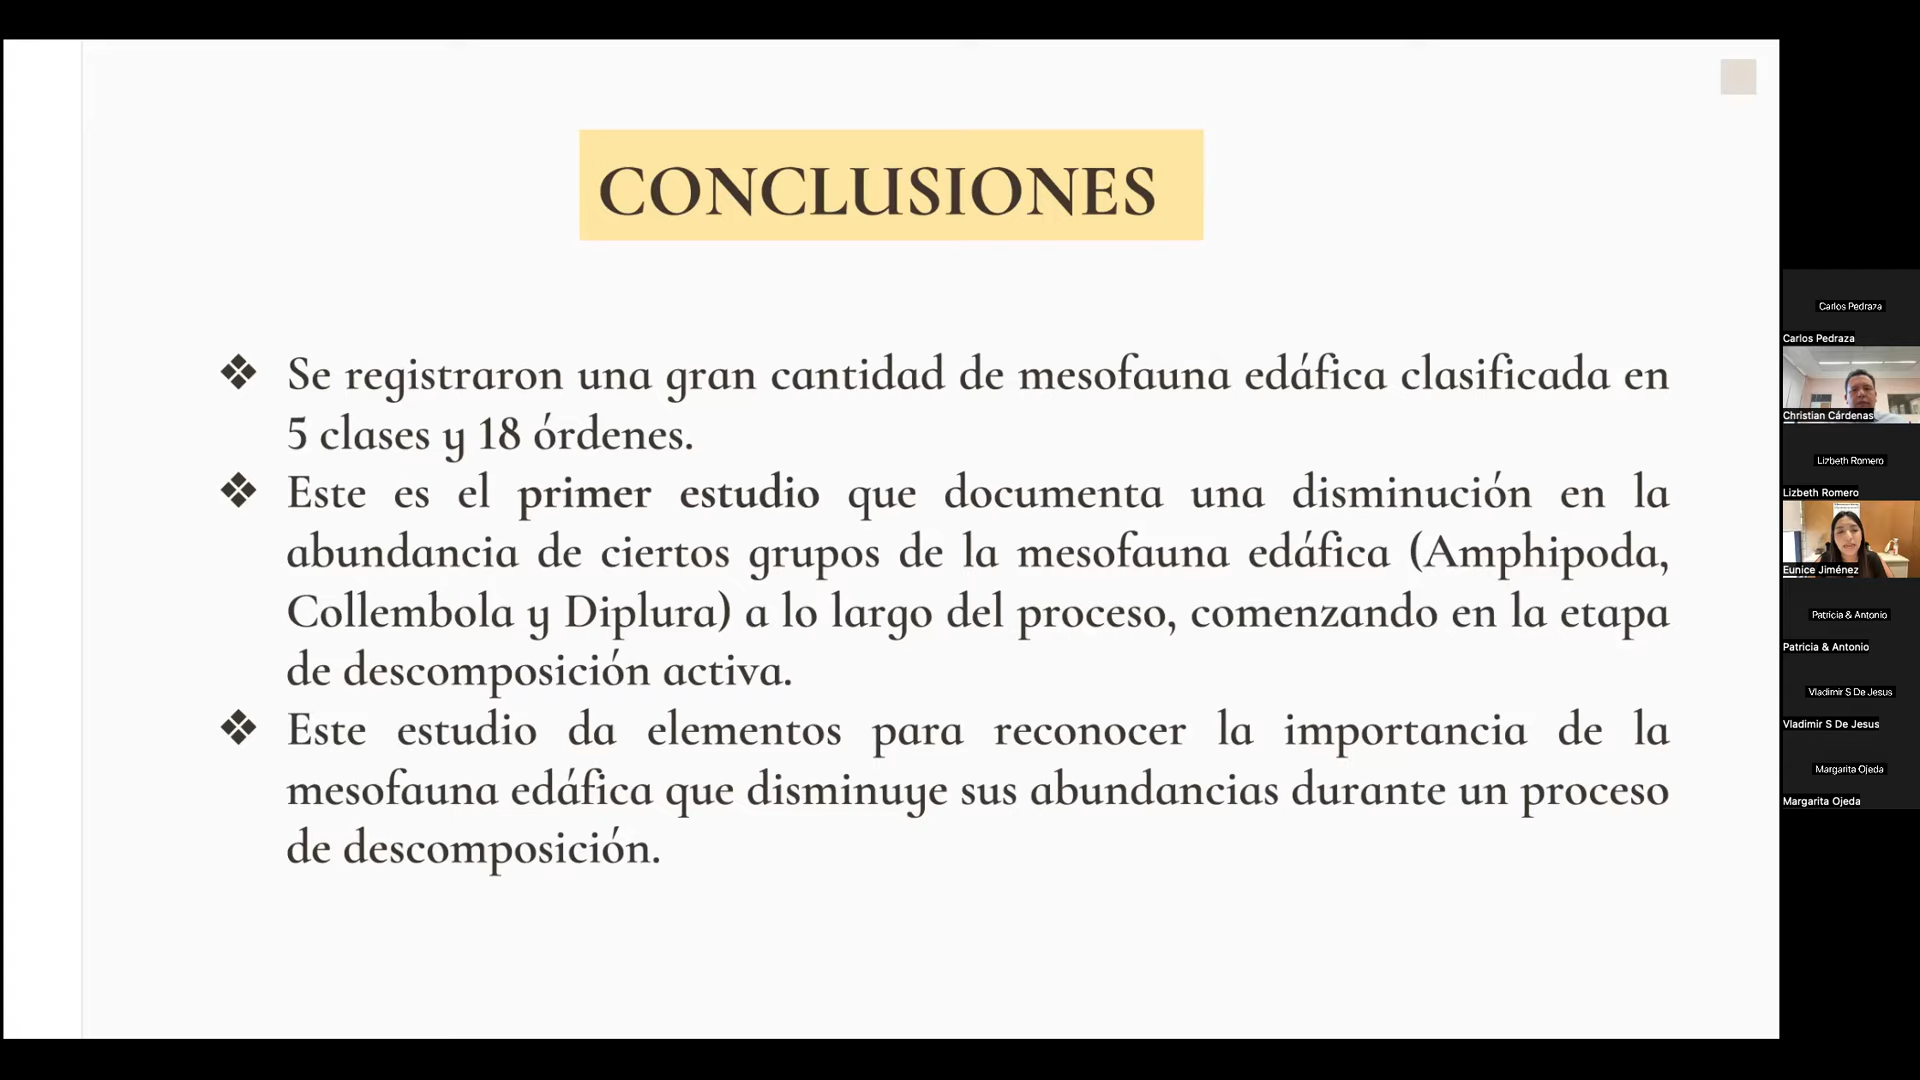 CONCLUSIONES
❖ Se registraron una gran cantidad de mesofauna edáfica clasificada en
5 clases y 18 órdenes.
❖ Este es el primer estudio que documenta una disminución en la
abundancia de ciertos grupos de la mesofauna edáfica (Amphipoda,
Collembola y Diplura) a lo largo del proceso, comenzando en la etapa
de descomposición activa.
❖ Este estudio da elementos para reconocer la importancia de la
mesofauna edáfica que disminuye sus abundancias durante un proceso
de descomposición.
Carlos Pedraza
Carlos Pedraza
Christian Cárdenas
Lizbeth Romero
Lizbeth Romero
Eunice Jiménez
Patricia & Antonio
Patricia & Antonio
Vladimir S De Jesus
Vladimir S De Jesus
Margarita Ojeda
Margarita Ojeda